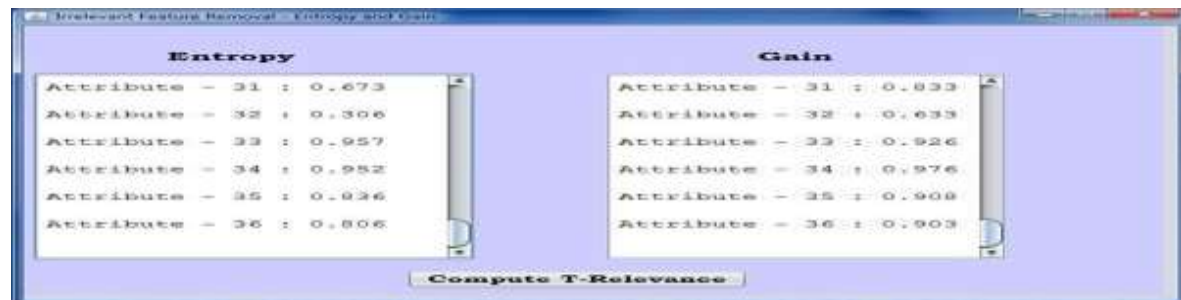 Irrelevant Feature Removal - Entropy and Gain
Entropy
Attribute - 31 : 0.673
Attribute - 32 : 0.306
Attribute - 33 : 0.957
Attribute - 34 : 0.952
Attribute - 35 : 0.836
Attribute - 36 : 0.806
Gain
Attribute - 31 : 0.833
Attribute - 32 : 0.633
Attribute - 33 : 0.926
Attribute - 34 : 0.976
Attribute - 35 : 0.908
Attribute - 36 : 0.903
Compute T-Relevance